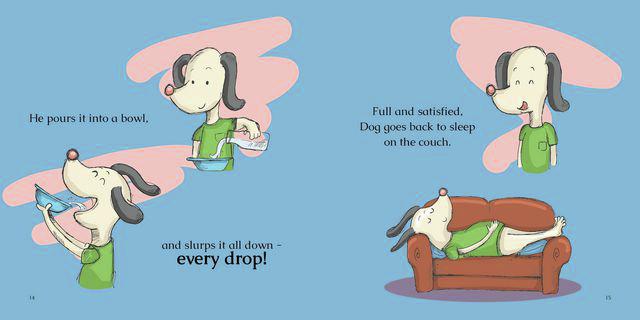 He pours it into a bowl,
and slurps it all down –
every drop!
14
Full and satisfied,
Dog goes back to sleep
on the couch.
15